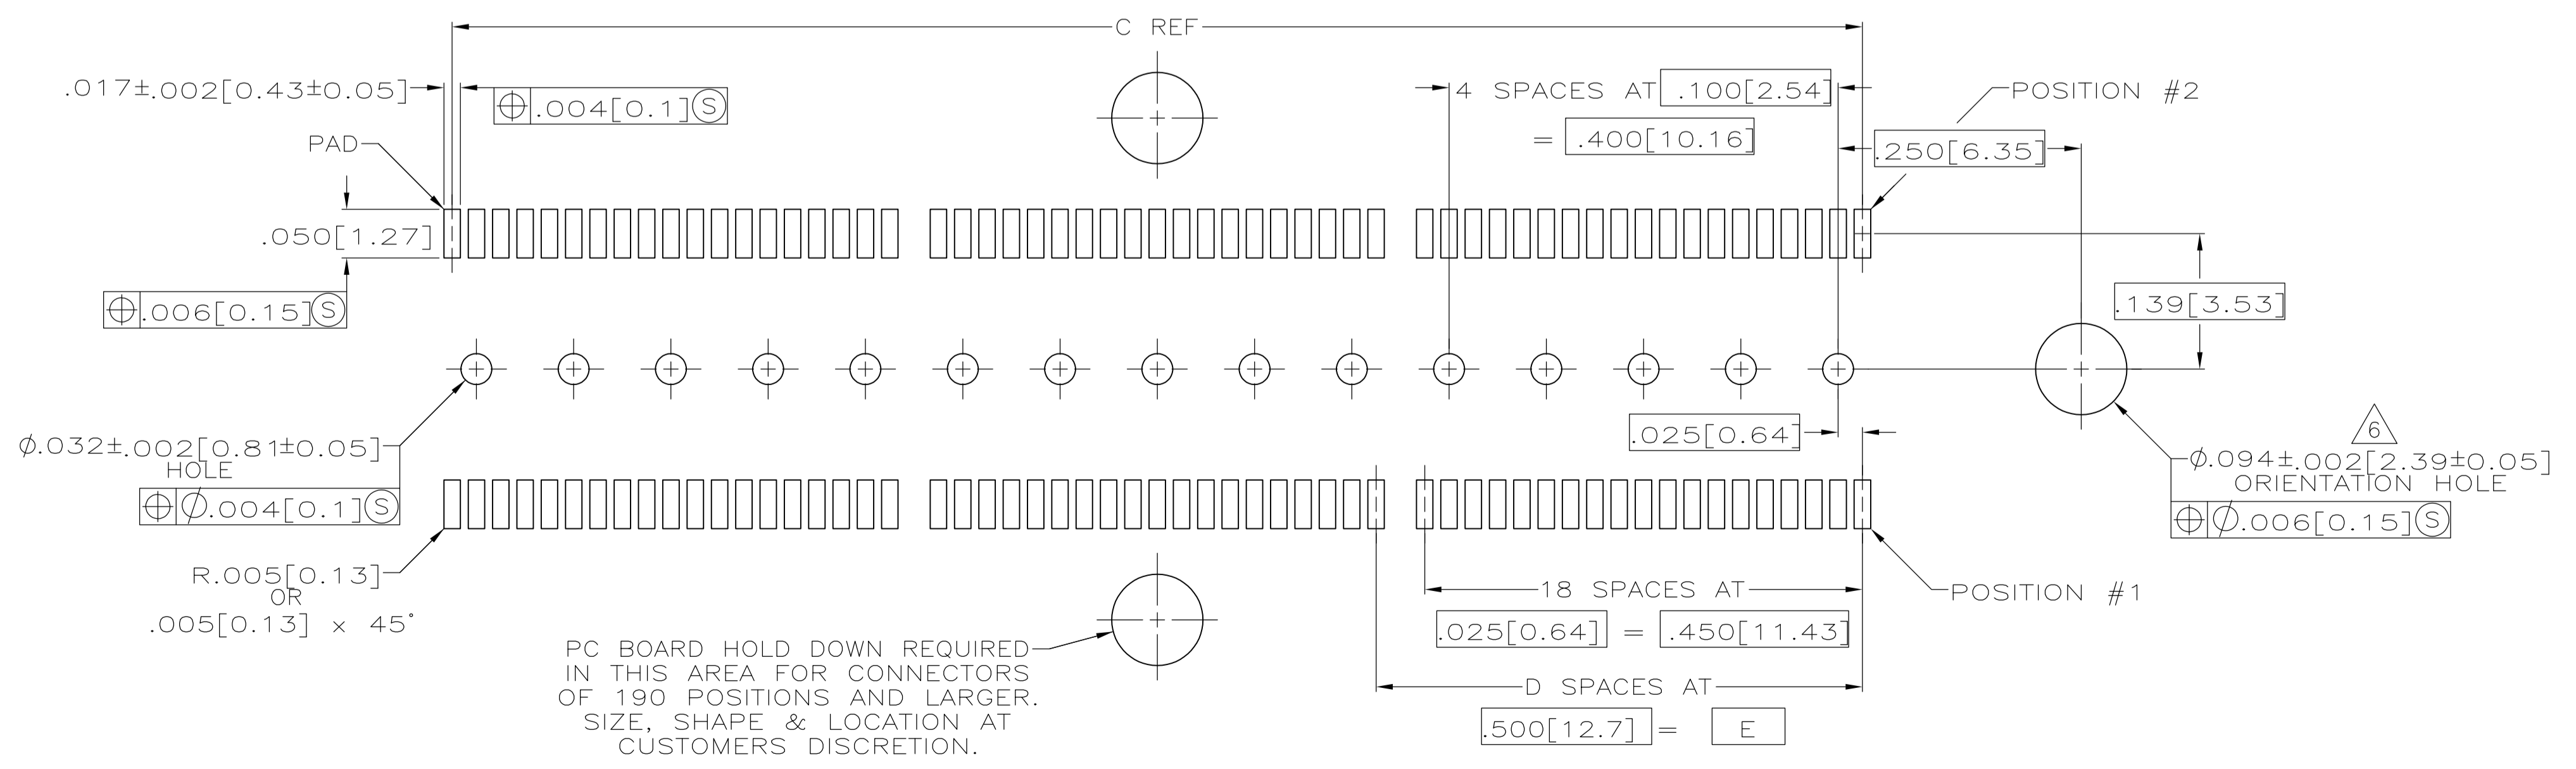 C REF
.017±.002[0.43±0.05]
.004[0.1]Ⓢ
4 SPACES AT .100[2.54]
= .400[10.16]
POSITION #2
PAD
.250[6.35]
.050[1.27]
.006[0.15]Ⓢ
.139[3.53]
.025[0.64]
6
Ø.032±.002[0.81±0.05]
HOLE
Ø.004[0.1]Ⓢ
Ø.094±.002[2.39±0.05]
ORIENTATION HOLE
Ø.006[0.15]Ⓢ
R.005[0.13]
OR
.005[0.13] x 45°
18 SPACES AT
.025[0.64] = .450[11.43]
POSITION #1
PC BOARD HOLD DOWN REQUIRED
IN THIS AREA FOR CONNECTORS
OF 190 POSITIONS AND LARGER.
SIZE, SHAPE & LOCATION AT
CUSTOMERS DISCRETION.
D SPACES AT
.500[12.7] = E